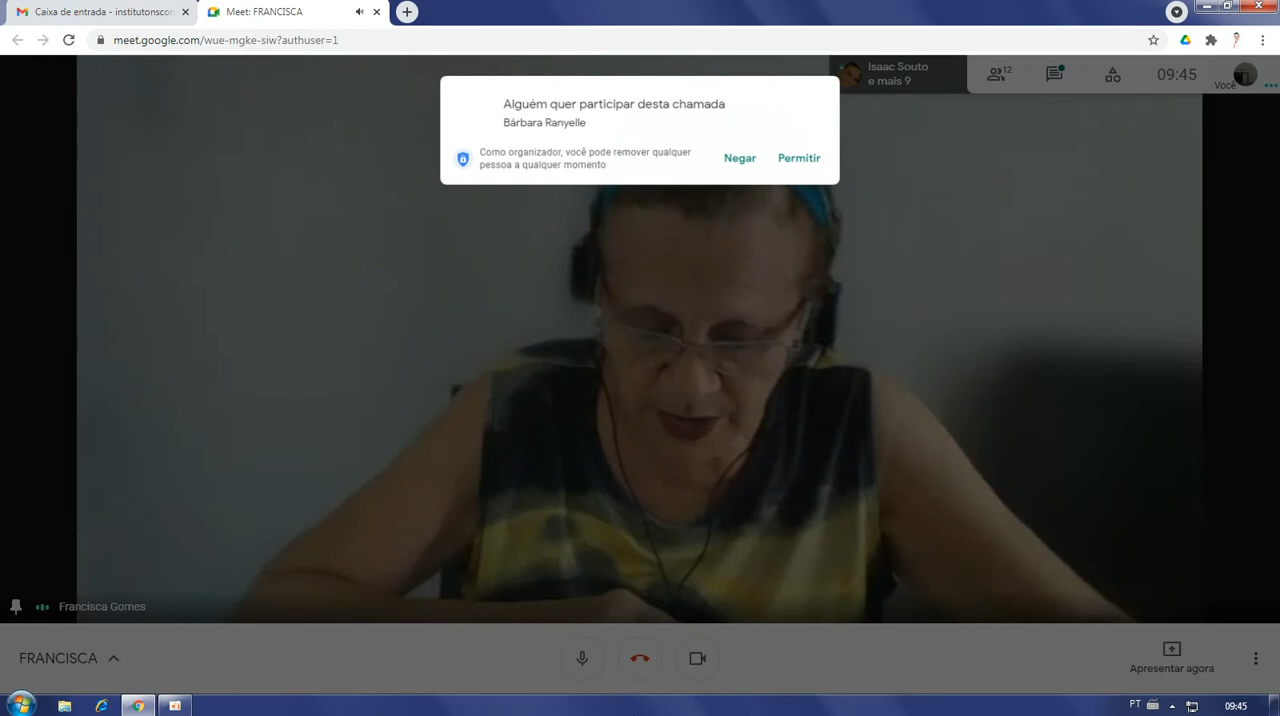 Caixa de entrada - institutonscon
Meet: FRANCISCA
meet.google.com/wue-mgke-siw?authuser=1
Isaac Souto
e mais 9
12
09:45
Você
Alguém quer participar desta chamada
Bárbara Ranyelle
Como organizador, você pode remover qualquer
pessoa a qualquer momento
Negar
Permitir
Francisca Gomes
FRANCISCA
Apresentar agora
PT
09:45